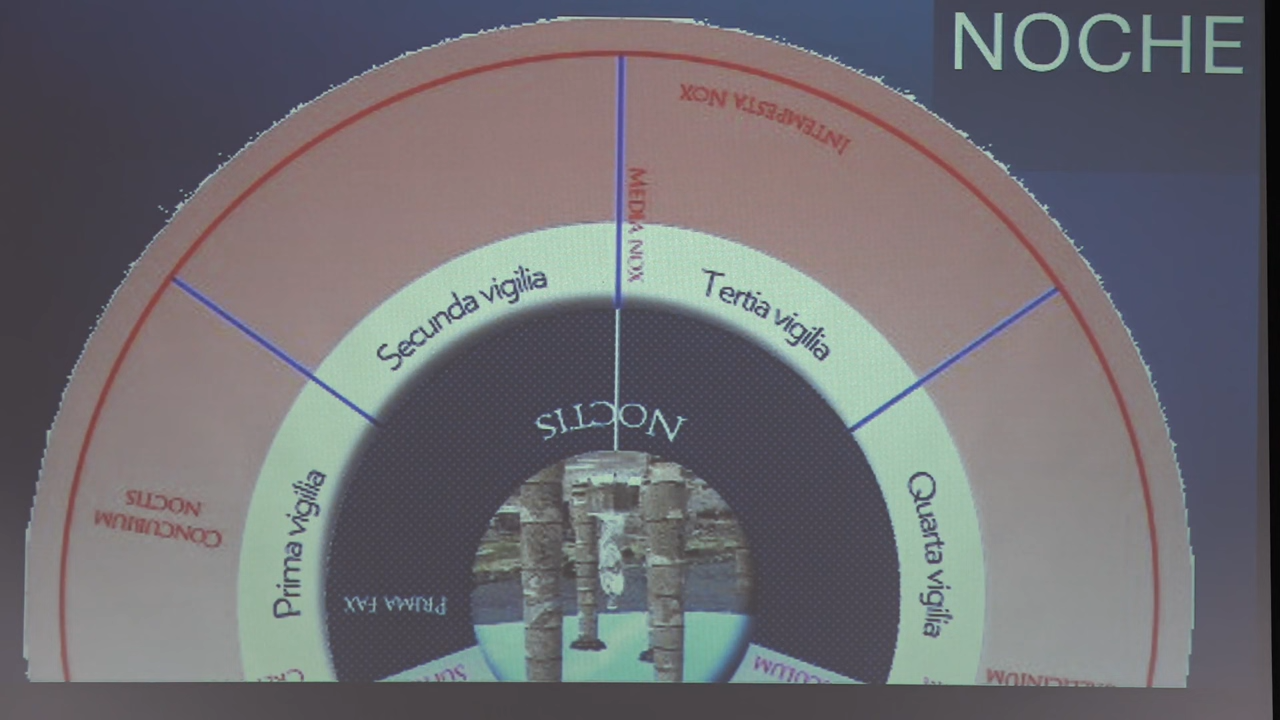 NOCHE
INTEMPESTA NOX
MEDIA NOX
Secunda vigilia
Tertia vigilia
NOCTIS
CONCUBIUM
NOCTIS
Prima vigilia
Quarta vigilia
PRIMA FAX